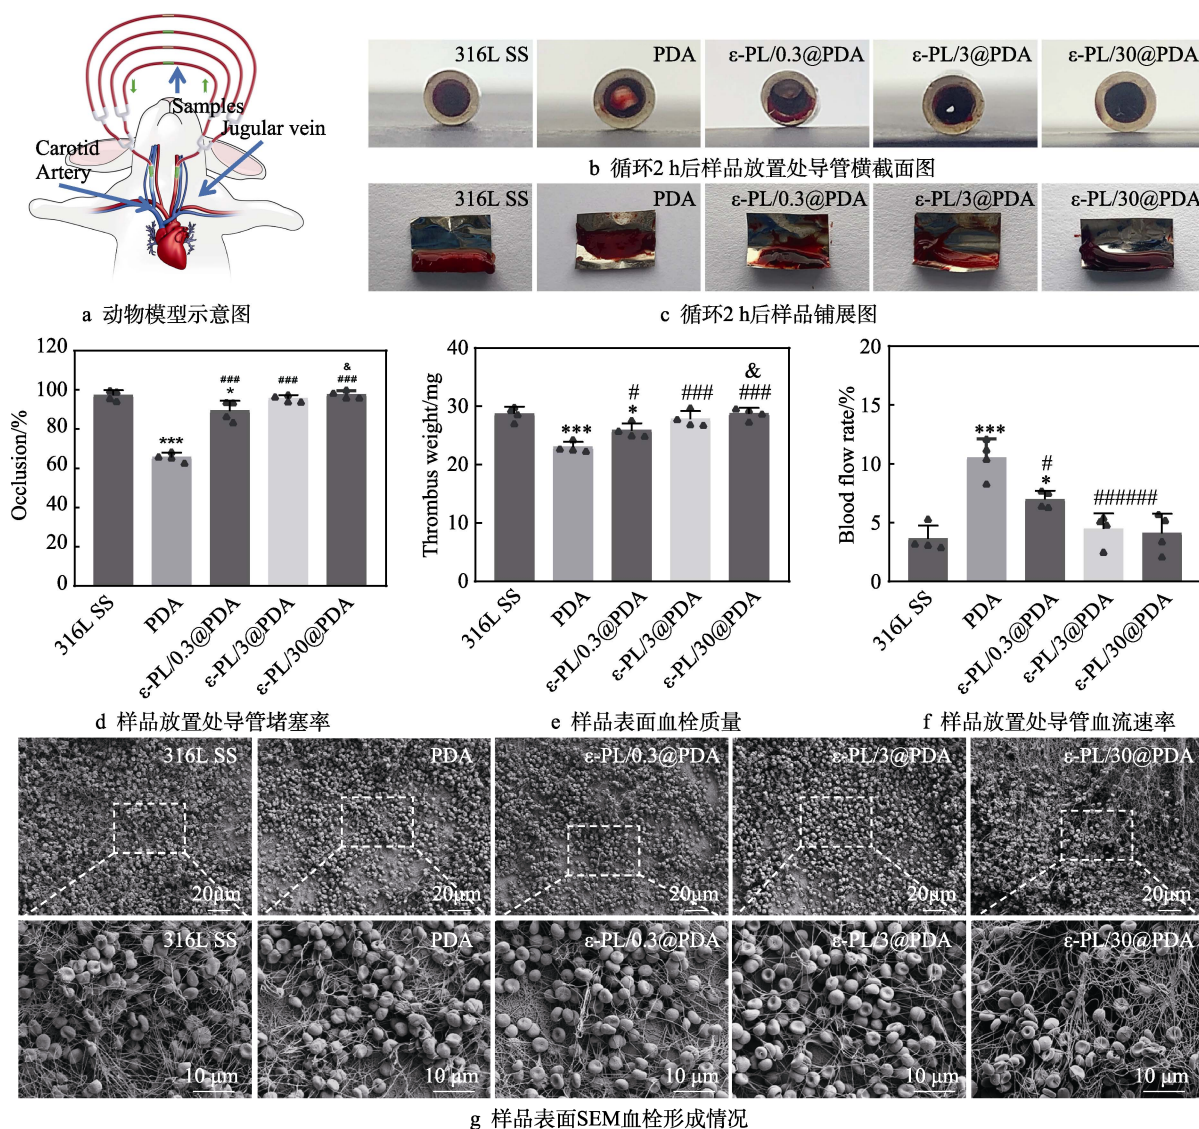 Samples
Jugular vein
Carotid
Artery
a 动物模型示意图
316L SS
PDA
ε-PL/0.3@PDA
ε-PL/3@PDA
ε-PL/30@PDA
b 循环2 h后样品放置处导管横截面图
316L SS
PDA
ε-PL/0.3@PDA
ε-PL/3@PDA
ε-PL/30@PDA
c 循环2 h后样品铺展图
Occlusion/%
120
100
80
60
40
20
0
***
###
*
###
&
###
316L SS
PDA
ε-PL/0.3@PDA
ε-PL/3@PDA
ε-PL/30@PDA
d 样品放置处导管堵塞率
Thrombus weight/mg
40
30
20
10
0
***
#
*
###
&
###
316L SS
PDA
ε-PL/0.3@PDA
ε-PL/3@PDA
ε-PL/30@PDA
e 样品表面血栓质量
Blood flow rate/%
20
15
10
5
0
***
#
*
######
316L SS
PDA
ε-PL/0.3@PDA
ε-PL/3@PDA
ε-PL/30@PDA
f 样品放置处导管血流速率
316L SS
20μm
PDA
20μm
ε-PL/0.3@PDA
20μm
ε-PL/3@PDA
20μm
ε-PL/30@PDA
20μm
316L SS
10 μm
PDA
10 μm
ε-PL/0.3@PDA
10 μm
ε-PL/3@PDA
10 μm
ε-PL/30@PDA
10 μm
g 样品表面SEM血栓形成情况